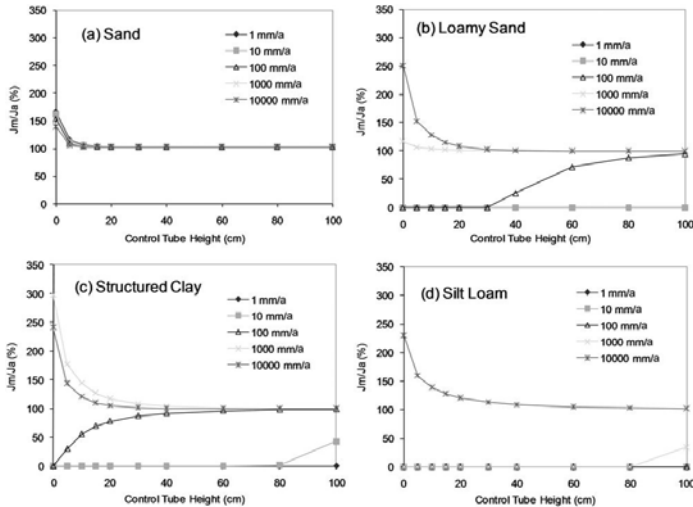 (a) Sand
1 mm/a
10 mm/a
100 mm/a
1000 mm/a
10000 mm/a
Jm/Ja (%)
350
300
250
200
150
100
50
0
0 20 40 60 80 100
Control Tube Height (cm)
(b) Loamy Sand
1 mm/a
10 mm/a
100 mm/a
1000 mm/a
10000 mm/a
Jm/Ja (%)
350
300
250
200
150
100
50
0
0 20 40 60 80 100
Control Tube Height (cm)
(c) Structured Clay
1 mm/a
10 mm/a
100 mm/a
1000 mm/a
10000 mm/a
Jm/Ja (%)
350
300
250
200
150
100
50
0
0 20 40 60 80 100
Control Tube Height (cm)
(d) Silt Loam
1 mm/a
10 mm/a
100 mm/a
1000 mm/a
10000 mm/a
Jm/Ja (%)
350
300
250
200
150
100
50
0
0 20 40 60 80 100
Control Tube Height (cm)